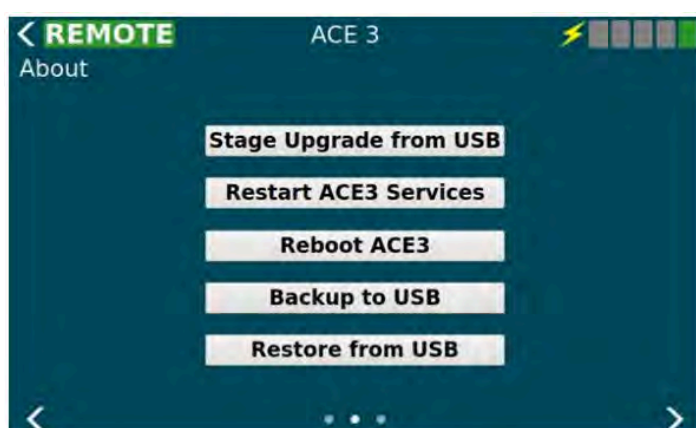 REMOTE ACE 3
About
Stage Upgrade from USB
Restart ACE3 Services
Reboot ACE3
Backup to USB
Restore from USB